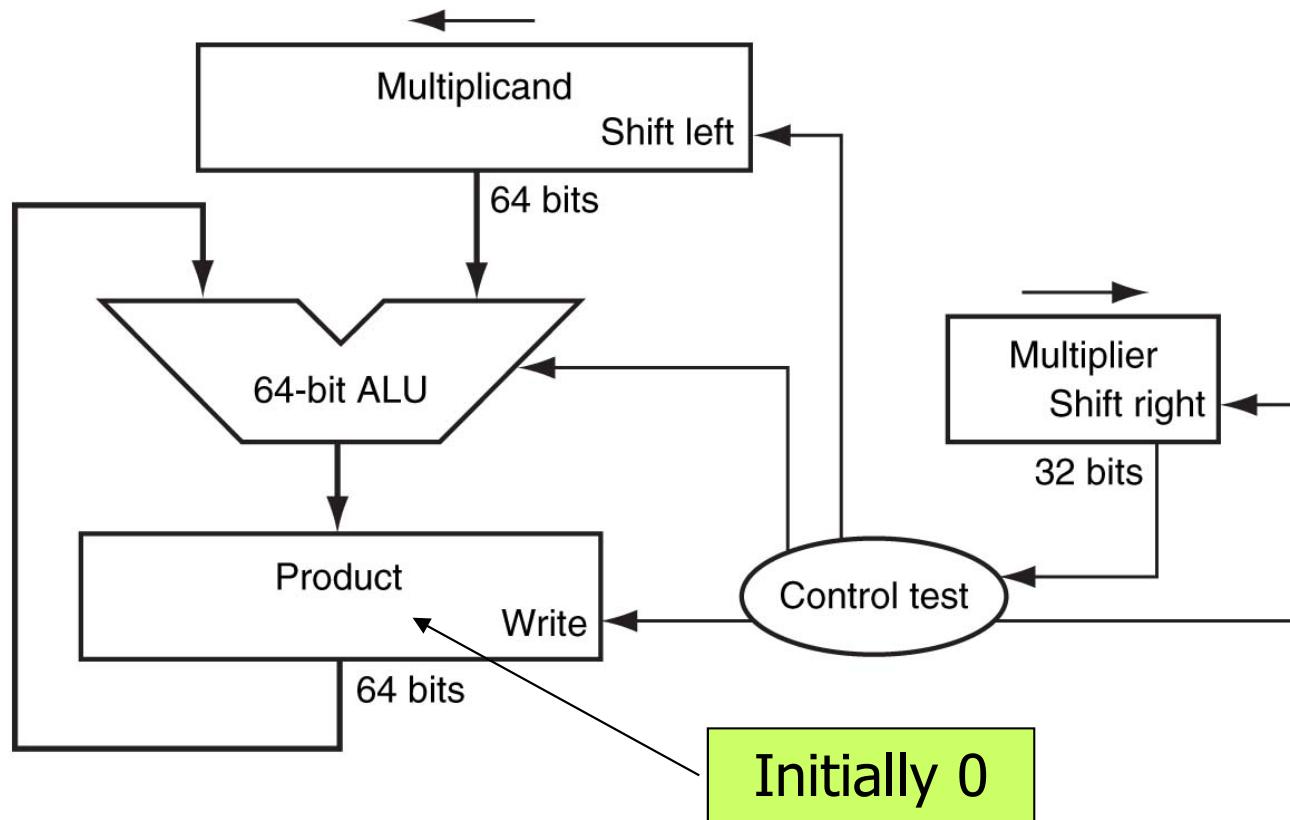 Multiplicand
Shift left
64 bits
64-bit ALU
Multiplier
Shift right
32 bits
Product
Write
Control test
64 bits
Initially 0